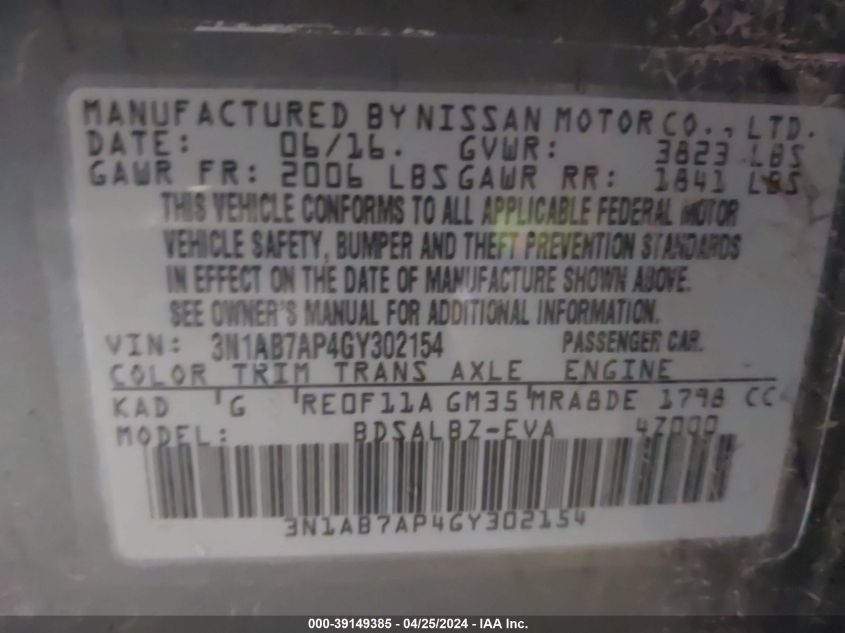 MANUFACTURED BY NISSAN MOTOR CO., LTD.
DATE: 06/16. GVWR: 3823 LBS
GAWR FR: 2006 LBS GAWR RR: 1841 LBS
THIS VEHICLE CONFORMS TO ALL APPLICABLE FEDERAL MOTOR
VEHICLE SAFETY, BUMPER AND THEFT PREVENTION STANDARDS
IN EFFECT ON THE DATE OF MANUFACTURE SHOWN ABOVE.
SEE OWNER'S MANUAL FOR ADDITIONAL INFORMATION.
VIN: 3N1AB7AP4GY302154 PASSENGER CAR.
COLOR TRIM TRANS AXLE ENGINE
KAD G RE0F11A GM35 MRA8DE 1798 CC
MODEL: BDSALBZ-EVA 4Z000
3N1AB7AP4GY302154
000-39149385 - 04/25/2024 - IAA Inc.